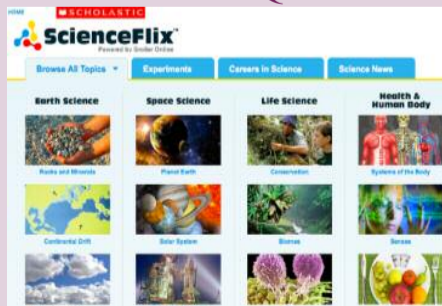 HOME
SCHOLASTIC
ScienceFlix™
Powered by Grolier Online
Browse All Topics
Experiments
Careers in Science
Science News
Earth Science
Space Science
Life Science
Health &
Human Body
Rocks and Minerals
Planet Earth
Conservation
Systems of the Body
Continental Drift
Solar System
Biomes
Senses